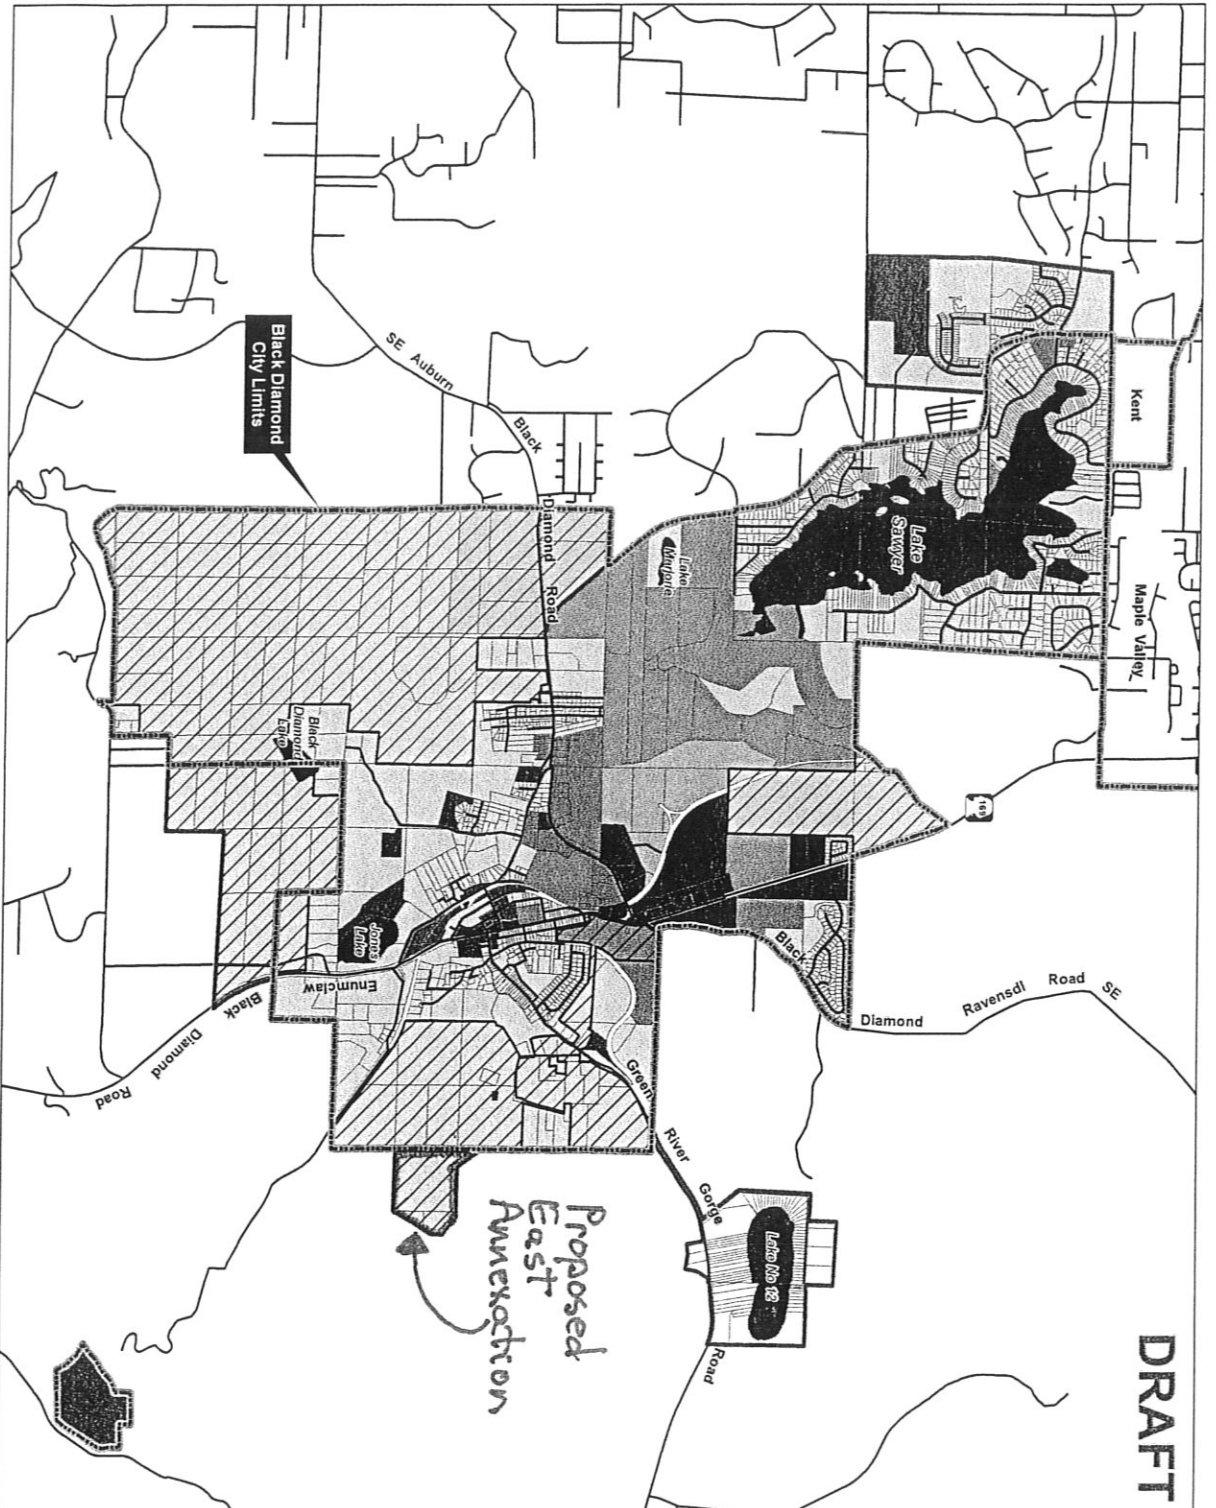 DRAFT
Kent
Maple Valley
169
SE Auburn
Black
Diamond
Road
Lake
Sawyer
Lake
Marjorie
Black Diamond
City Limits
Black
Diamond
Lake
Jones
Lake
Enumclaw
Black
Diamond
Road
Black
Diamond
Ravensdl
Road
SE
Green
River
Gorge
Road
Lake No 12
Proposed
East
Annexation